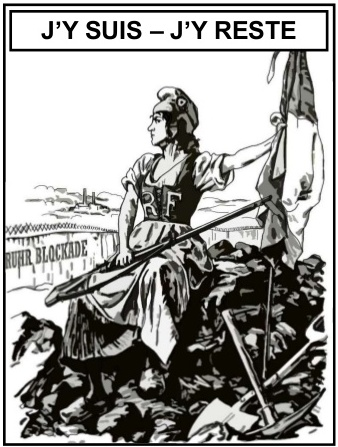 J'Y SUIS – J'Y RESTE
RF
RUHR BLOCKADE